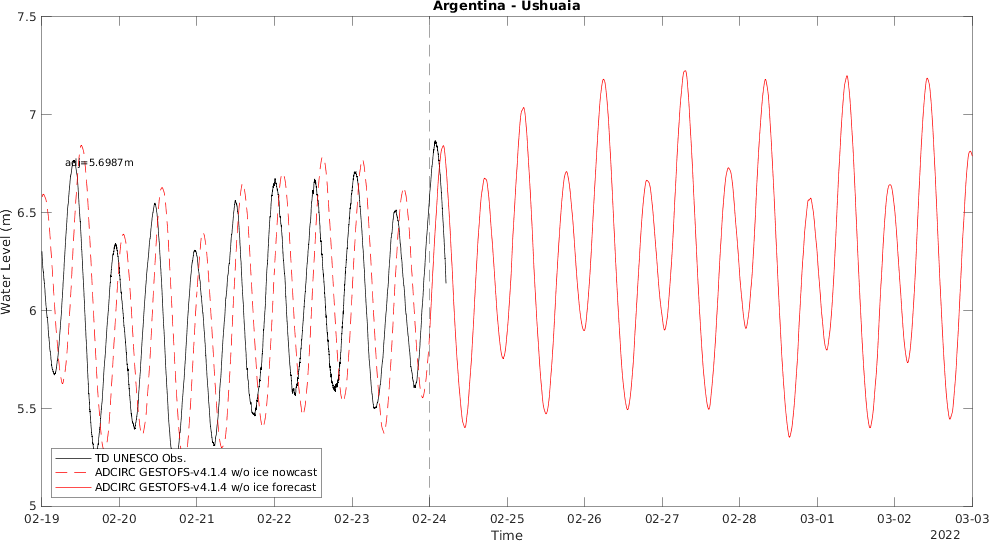 Argentina - Ushuaia
7.5
7
6.5
6
5.5
5
Water Level (m)
adj=5.6987m
TD UNESCO Obs.
ADCIRC GESTOFS-v4.1.4 w/o ice nowcast
ADCIRC GESTOFS-v4.1.4 w/o ice forecast
02-19 02-20 02-21 02-22 02-23 02-24 02-25 02-26 02-27 02-28 03-01 03-02 03-03
Time
2022